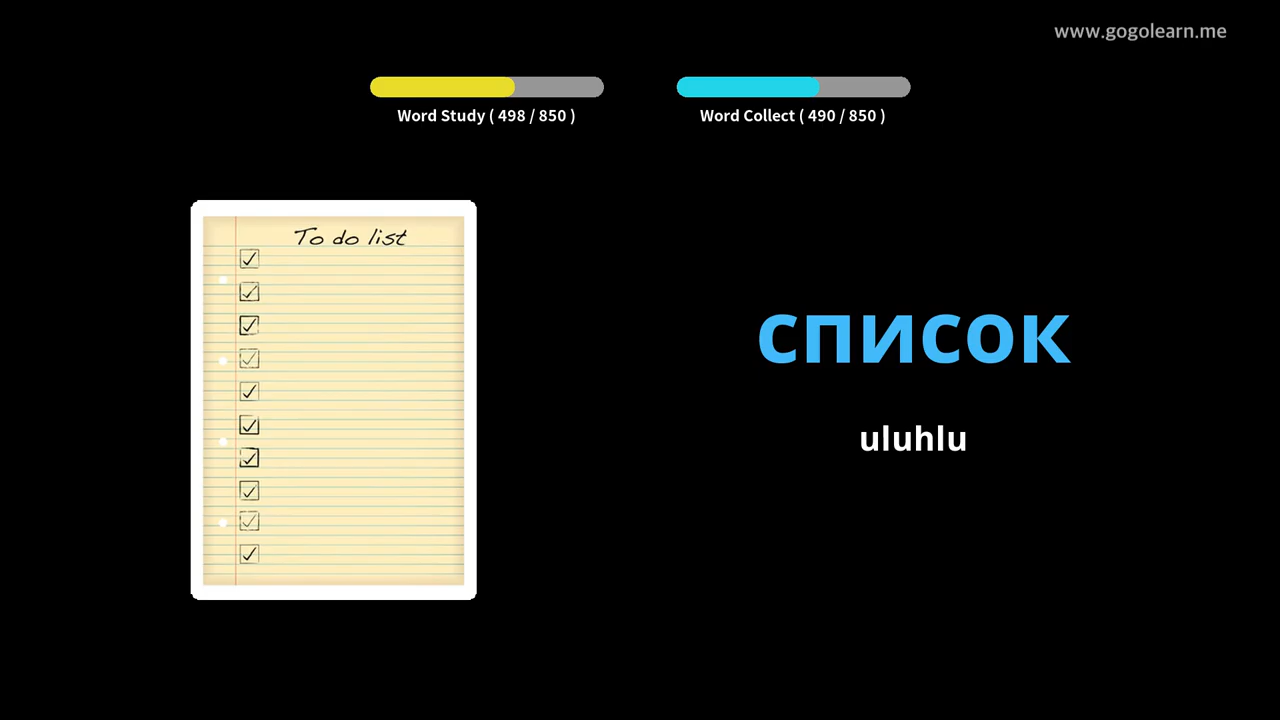 www.gogolearn.me
Word Study ( 498 / 850 )
Word Collect ( 490 / 850 )
To do list
список
uluhlu